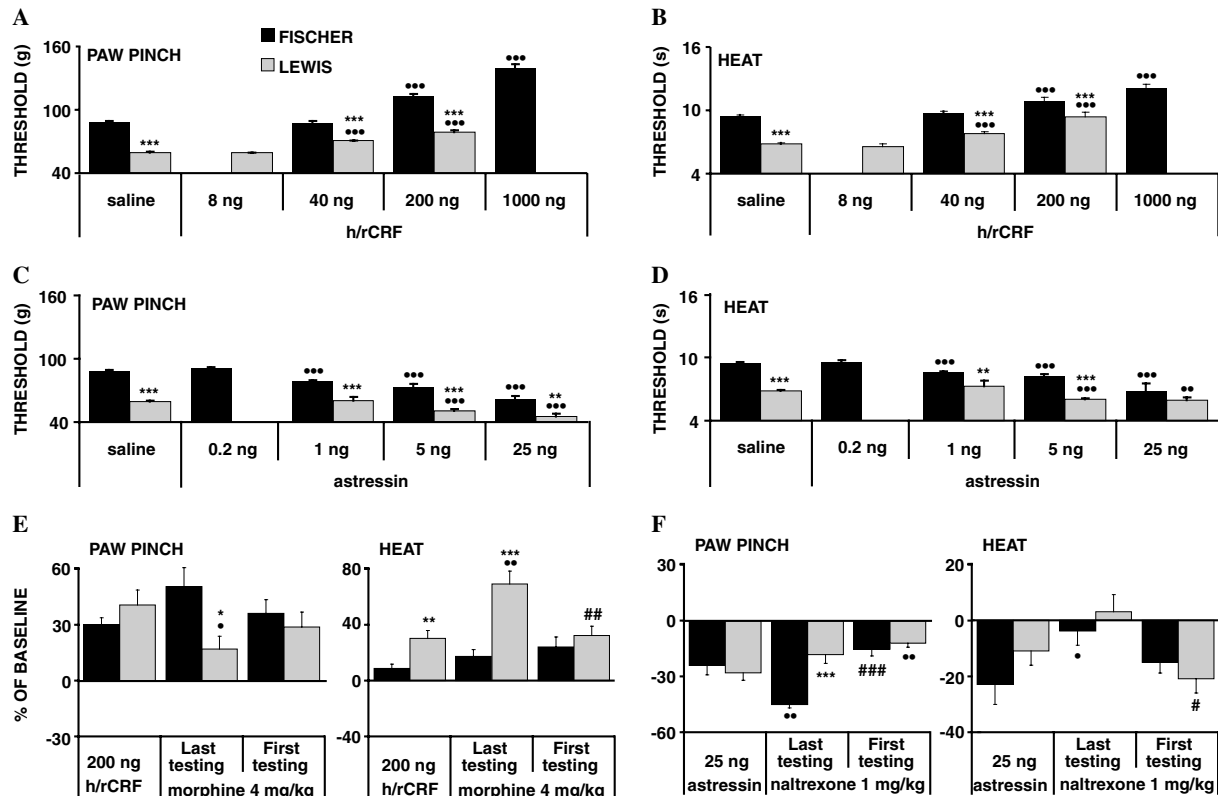 A
THRESHOLD (g)
160
100
40
PAW PINCH
FISCHER
LEWIS
***
***
•••
•••
***
•••
•••
saline
8 ng
40 ng
200 ng
1000 ng
h/rCRF
B
THRESHOLD (s)
16
10
4
HEAT
***
***
•••
•••
***
•••
•••
saline
8 ng
40 ng
200 ng
1000 ng
h/rCRF
C
THRESHOLD (g)
160
100
40
PAW PINCH
***
•••
***
•••
***
•••
•••
**
•••
saline
0.2 ng
1 ng
5 ng
25 ng
astressin
D
THRESHOLD (s)
16
10
4
HEAT
***
•••
**
•••
***
•••
•••
••
saline
0.2 ng
1 ng
5 ng
25 ng
astressin
E
% OF BASELINE
PAW PINCH
60
30
0
-30
*
•
200 ng
h/rCRF
Last
testing
First
testing
morphine 4 mg/kg
HEAT
80
40
0
-40
**
***
••
##
200 ng
h/rCRF
Last
testing
First
testing
morphine 4 mg/kg
F
PAW PINCH
30
0
-30
-60
••
***
###
••
25 ng
astressin
Last
testing
First
testing
naltrexone 1 mg/kg
HEAT
20
0
-20
-40
•
#
25 ng
astressin
Last
testing
First
testing
naltrexone 1 mg/kg